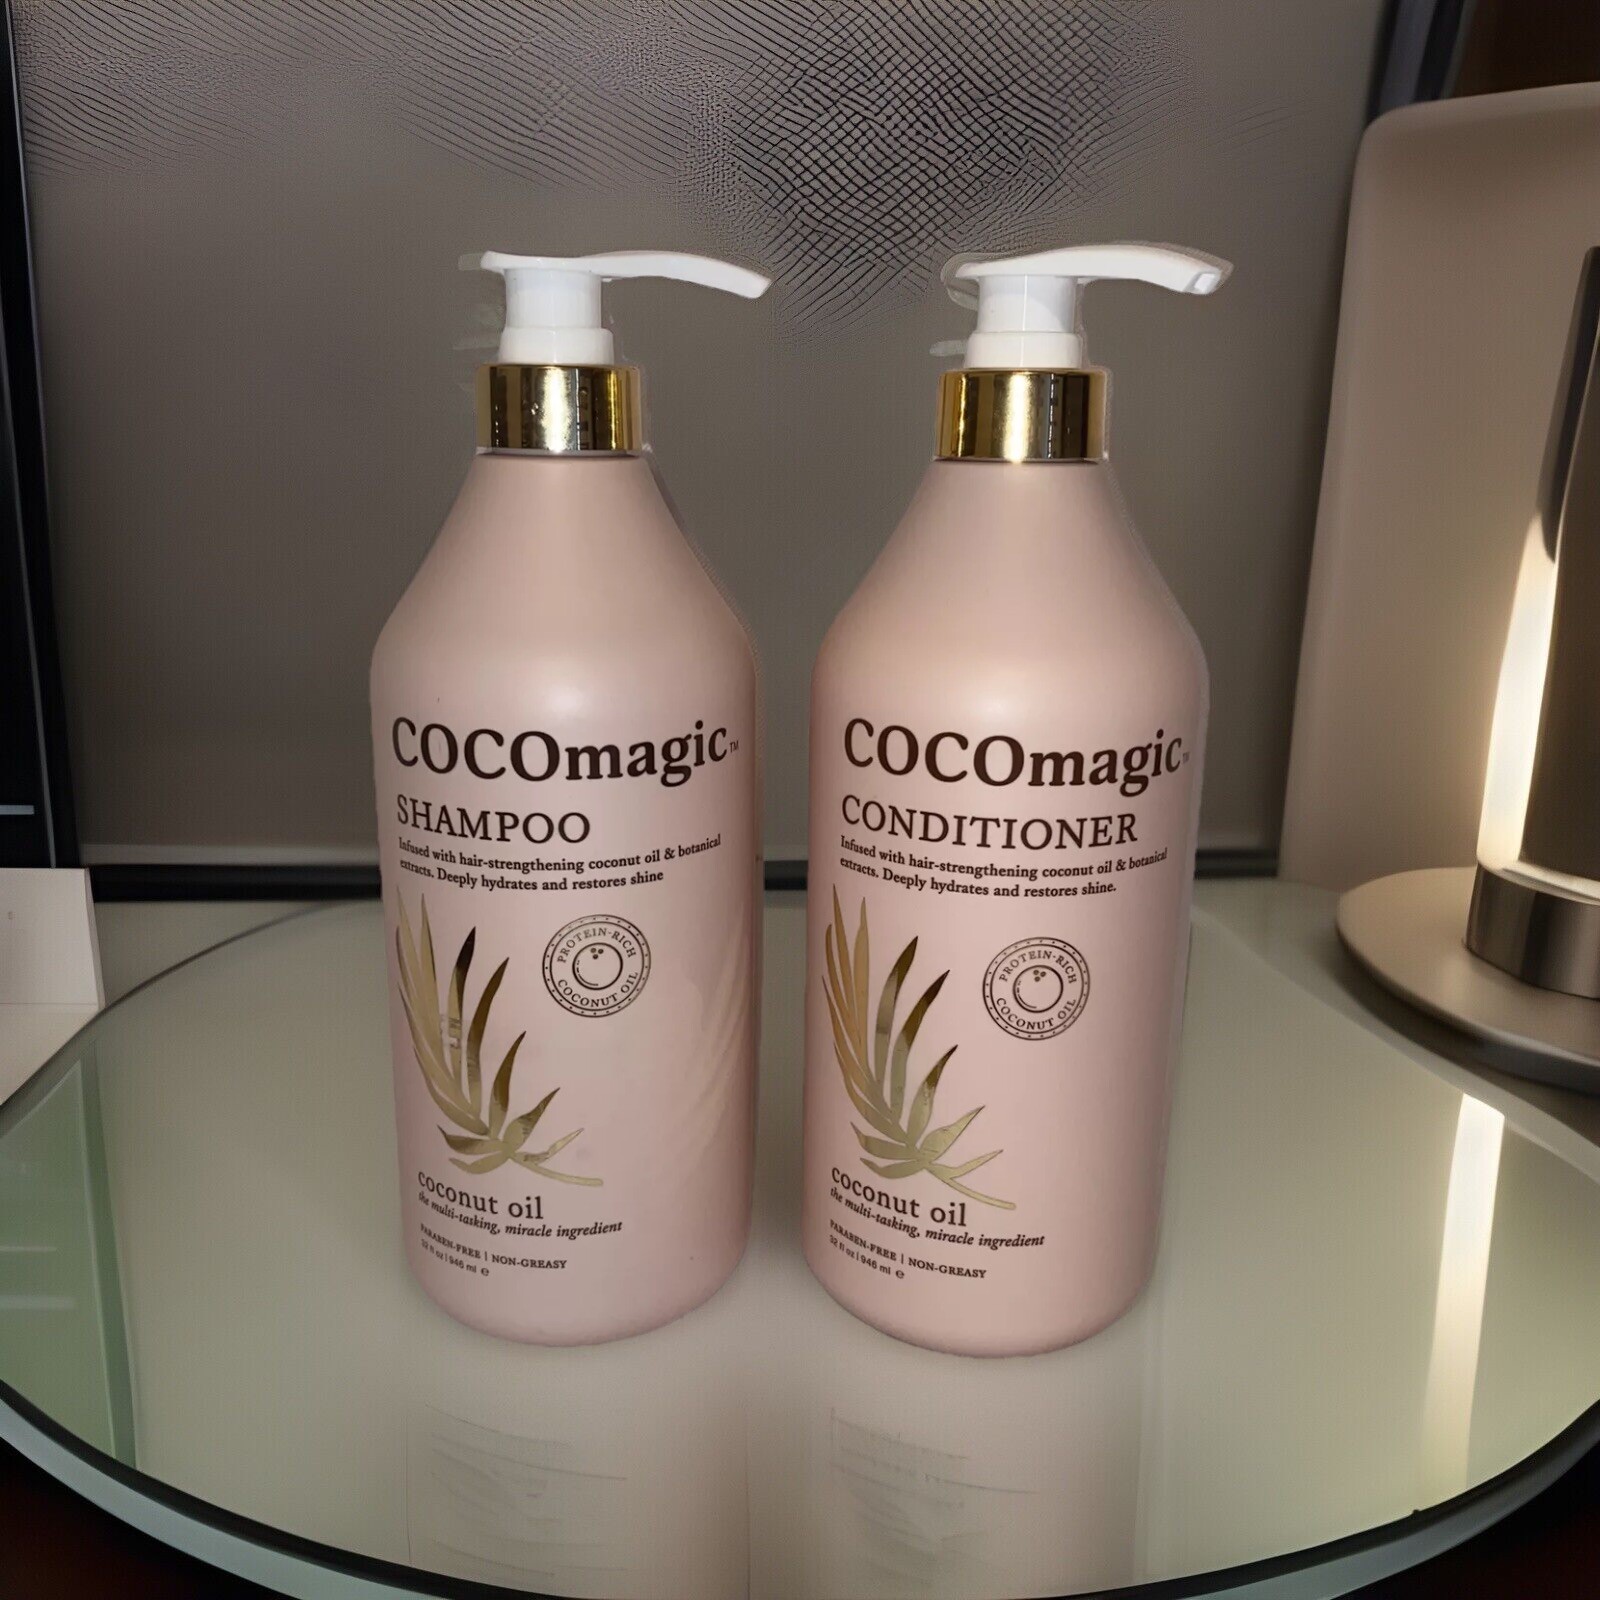 COCOmagic™
SHAMPOO
Infused with hair-strengthening coconut oil & botanical
extracts. Deeply hydrates and restores shine
PROTEIN-RICH
COCONUT OIL
coconut oil
the multi-tasking, miracle ingredient
PARABEN-FREE | NON-GREASY
32 fl oz | 946 ml ℮
COCOmagic™
CONDITIONER
Infused with hair-strengthening coconut oil & botanical
extracts. Deeply hydrates and restores shine.
PROTEIN-RICH
COCONUT OIL
coconut oil
the multi-tasking, miracle ingredient
PARABEN-FREE | NON-GREASY
32 fl oz | 946 ml ℮